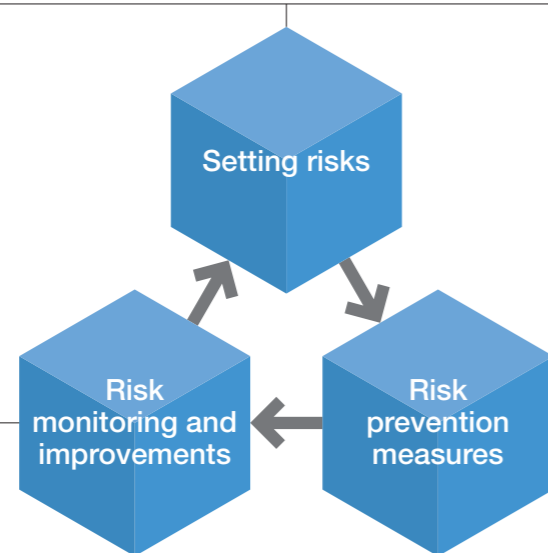 Setting risks
Risk
monitoring and
improvements
Risk
prevention
measures